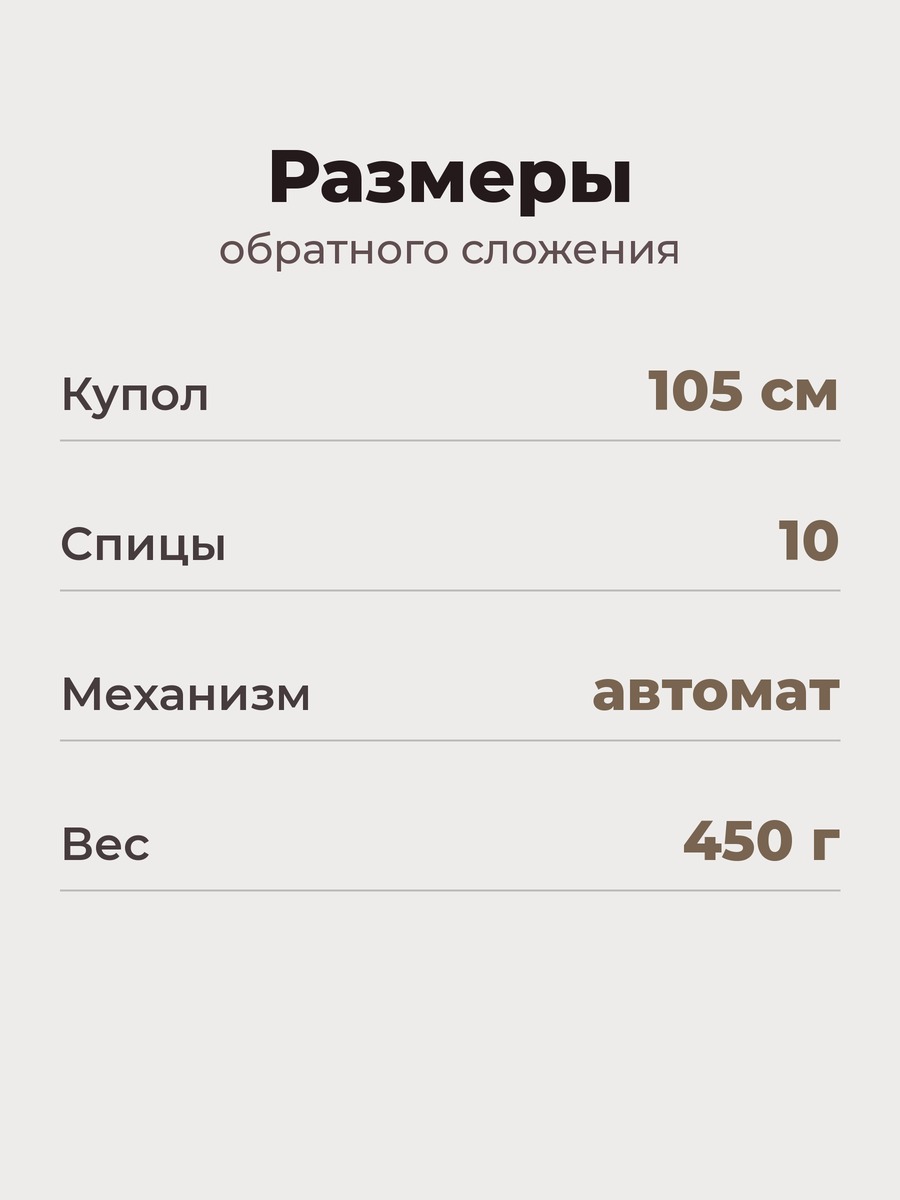 Размеры
обратного сложения
Купол 105 см
Спицы 10
Механизм автомат
Вес 450 г